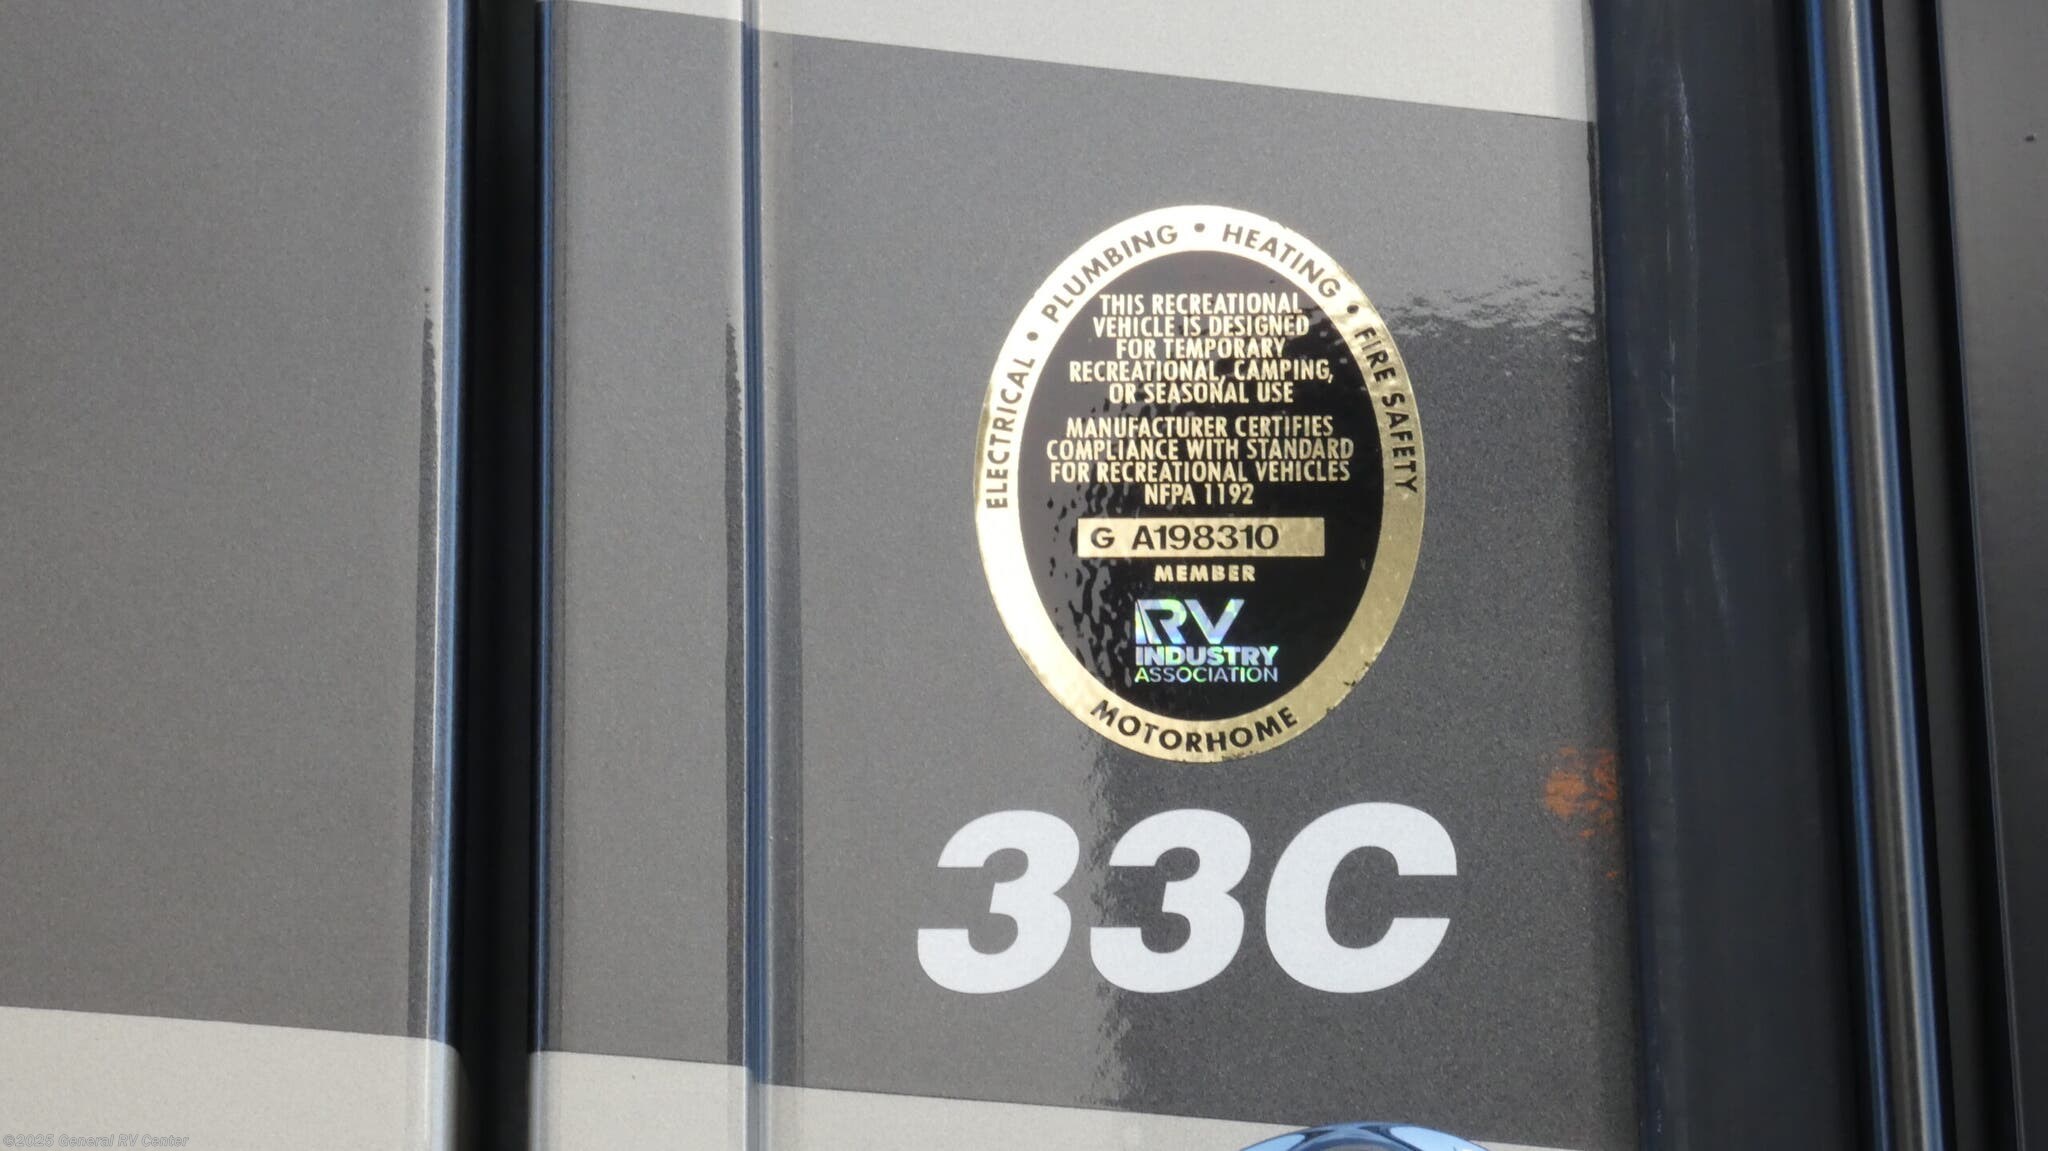 ELECTRICAL • PLUMBING • HEATING • FIRE SAFETY
THIS RECREATIONAL
VEHICLE IS DESIGNED
FOR TEMPORARY
RECREATIONAL, CAMPING,
OR SEASONAL USE
MANUFACTURER CERTIFIES
COMPLIANCE WITH STANDARD
FOR RECREATIONAL VEHICLES
NFPA 1192
G A198310
MEMBER
RV
INDUSTRY
ASSOCIATION
MOTORHOME
33C
©2025 General RV Center